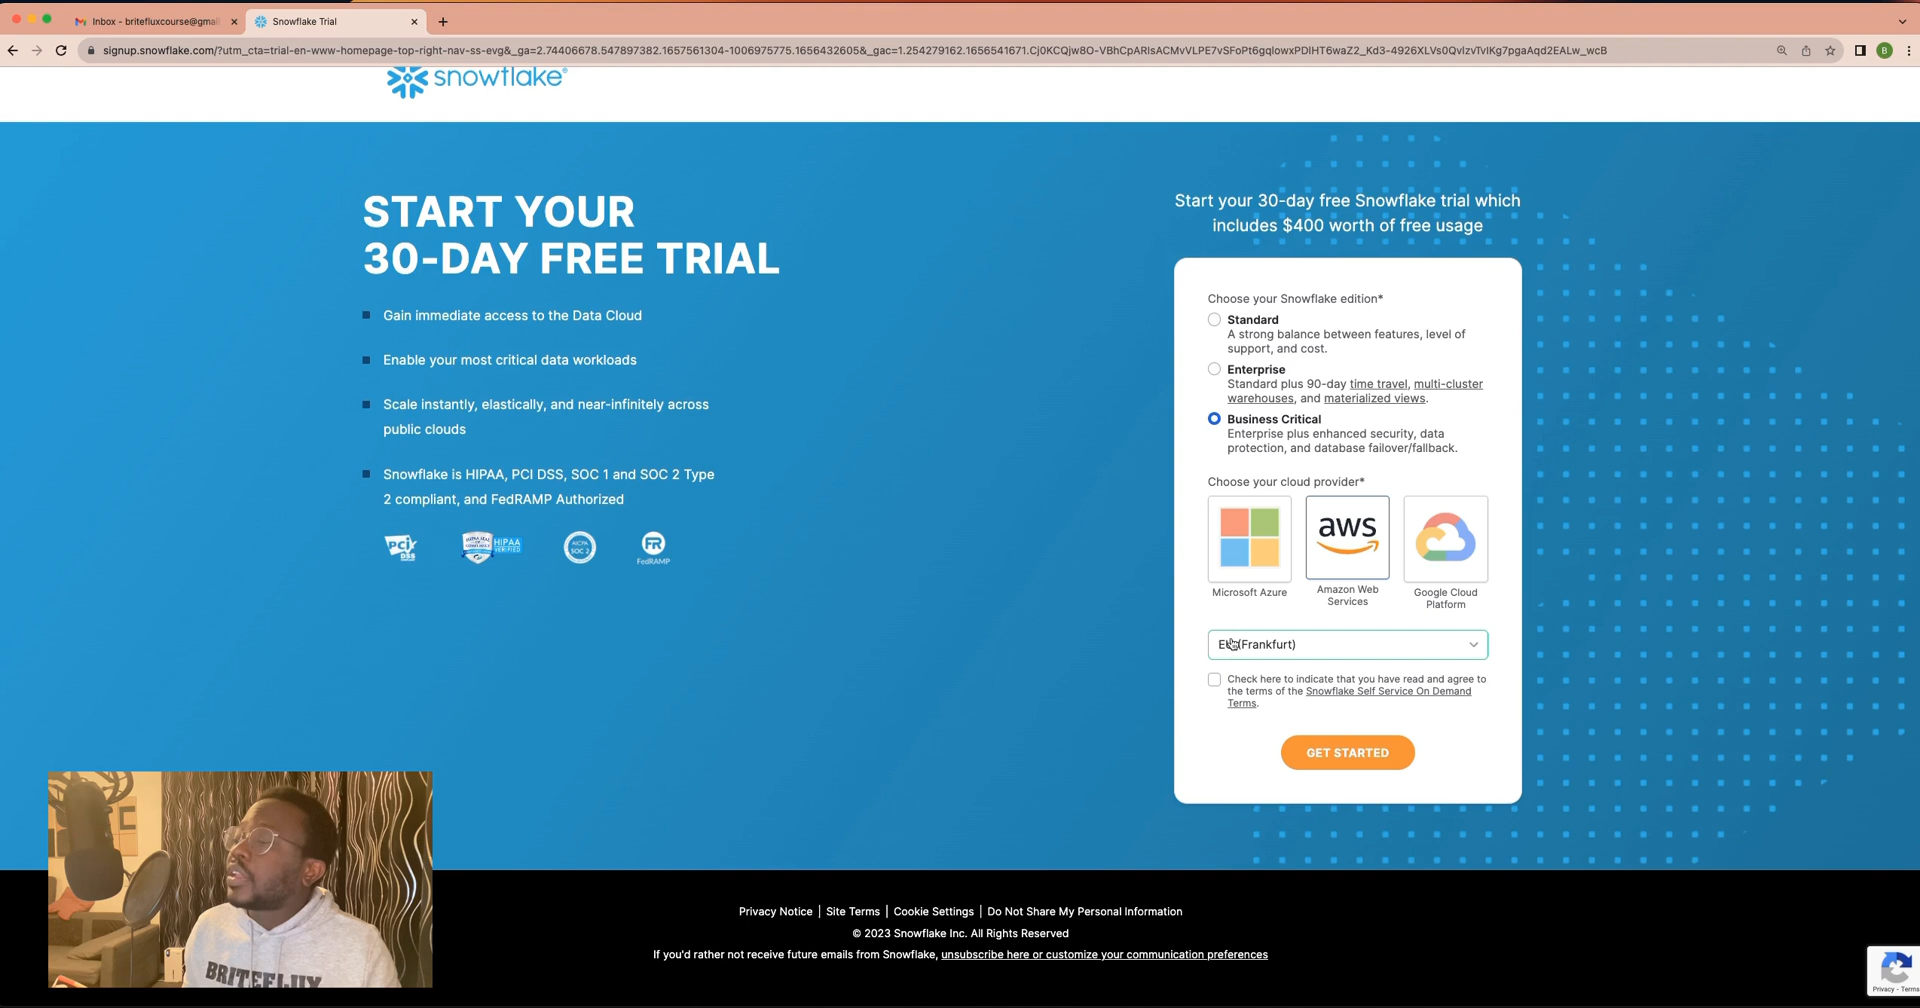 Inbox - britefluxcourse@gmai
Snowflake Trial
signup.snowflake.com/?utm_cta=trial-en-www-homepage-top-right-nav-ss-evg&_ga=2.74406678.547897382.1657561304-1006975775.1656432605&_gac=1.254279162.1656541671.
B
snowflake®
START YOUR
30-DAY FREE TRIAL
Gain immediate access to the Data Cloud
Enable your most critical data workloads
Scale instantly, elastically, and near-infinitely across
public clouds
Snowflake is HIPAA, PCI DSS, SOC 1 and SOC 2 Type
2 compliant, and FedRAMP Authorized
PCI DSS
HIPAA
VERIFIED
AICPA
SOC 2
FR
FedRAMP
Start your 30-day free Snowflake trial which
includes $400 worth of free usage
Choose your Snowflake edition*
Standard
A strong balance between features, level of
support, and cost.
Enterprise
Standard plus 90-day time travel, multi-cluster
warehouses, and materialized views.
Business Critical
Enterprise plus enhanced security, data
protection, and database failover/fallback.
Choose your cloud provider*
aws
Microsoft Azure
Amazon Web
Services
Google Cloud
Platform
(Frankfurt)
Check here to indicate that you have read and agree to
the terms of the Snowflake Self Service On Demand
Terms.
GET STARTED
BRITEFLUX
Privacy Notice | Site Terms | Cookie Settings | Do Not Share My Personal Information
© 2023 Snowflake Inc. All Rights Reserved
If you'd rather not receive future emails from Snowflake, unsubscribe here or customize your communication preferences
Privacy - Terms